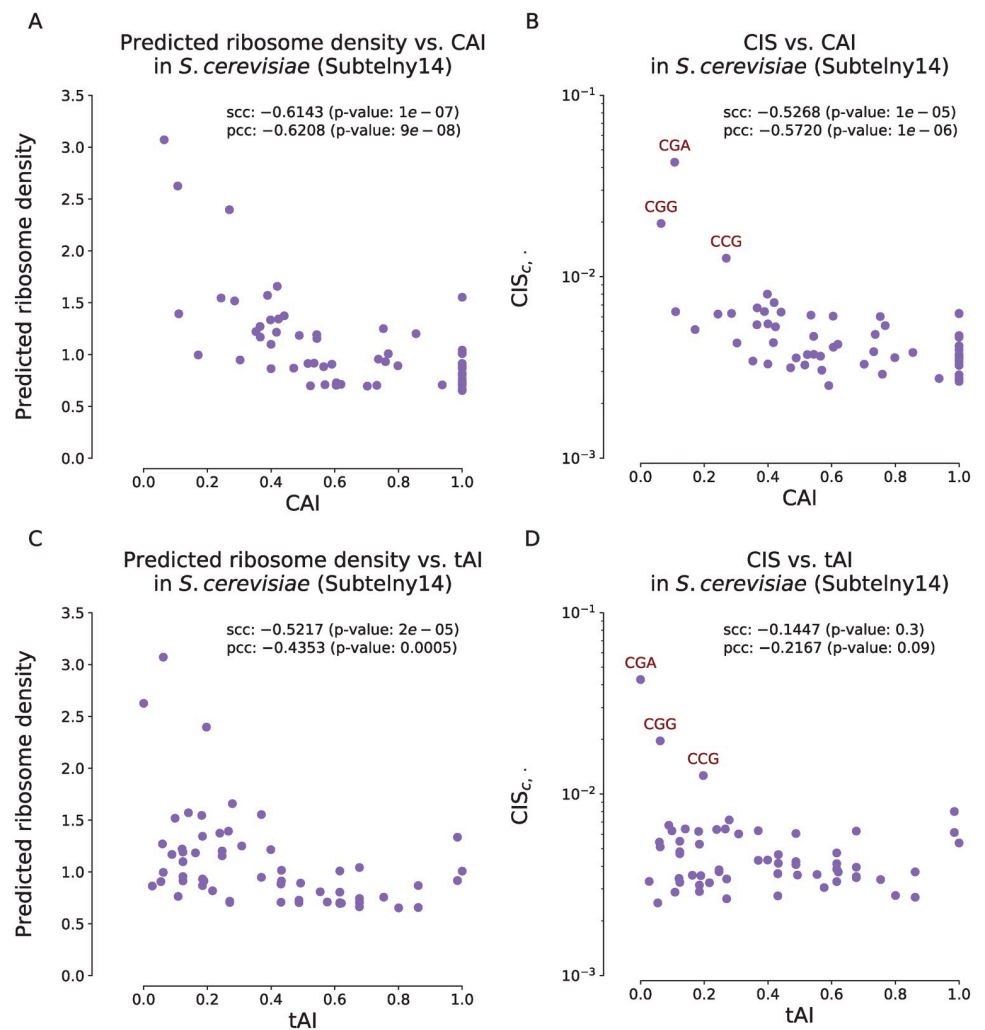 A
Predicted ribosome density vs. CAI
in S. cerevisiae (Subtelny14)
scc: −0.6143 (p-value: 1e − 07)
pcc: −0.6208 (p-value: 9e − 08)
Predicted ribosome density
3.5
3.0
2.5
2.0
1.5
1.0
0.5
0.0
0.0 0.2 0.4 0.6 0.8 1.0
CAI
B
CIS vs. CAI
in S. cerevisiae (Subtelny14)
scc: −0.5268 (p-value: 1e − 05)
pcc: −0.5720 (p-value: 1e − 06)
CGA
CGG
CCG
CISc, ·
10−1
10−2
10−3
0.0 0.2 0.4 0.6 0.8 1.0
CAI
C
Predicted ribosome density vs. tAI
in S. cerevisiae (Subtelny14)
scc: −0.5217 (p-value: 2e − 05)
pcc: −0.4353 (p-value: 0.0005)
Predicted ribosome density
3.5
3.0
2.5
2.0
1.5
1.0
0.5
0.0
0.0 0.2 0.4 0.6 0.8 1.0
tAI
D
CIS vs. tAI
in S. cerevisiae (Subtelny14)
scc: −0.1447 (p-value: 0.3)
pcc: −0.2167 (p-value: 0.09)
CGA
CGG
CCG
CISc, ·
10−1
10−2
10−3
0.0 0.2 0.4 0.6 0.8 1.0
tAI